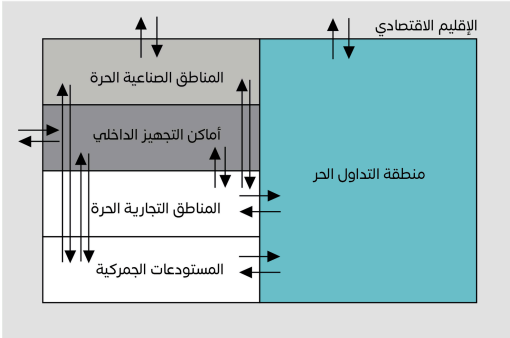 الإقليم الاقتصادي
المناطق الصناعية الحرة
أماكن التجهيز الداخلي
منطقة التداول الحر
المناطق التجارية الحرة
المستودعات الجمركية